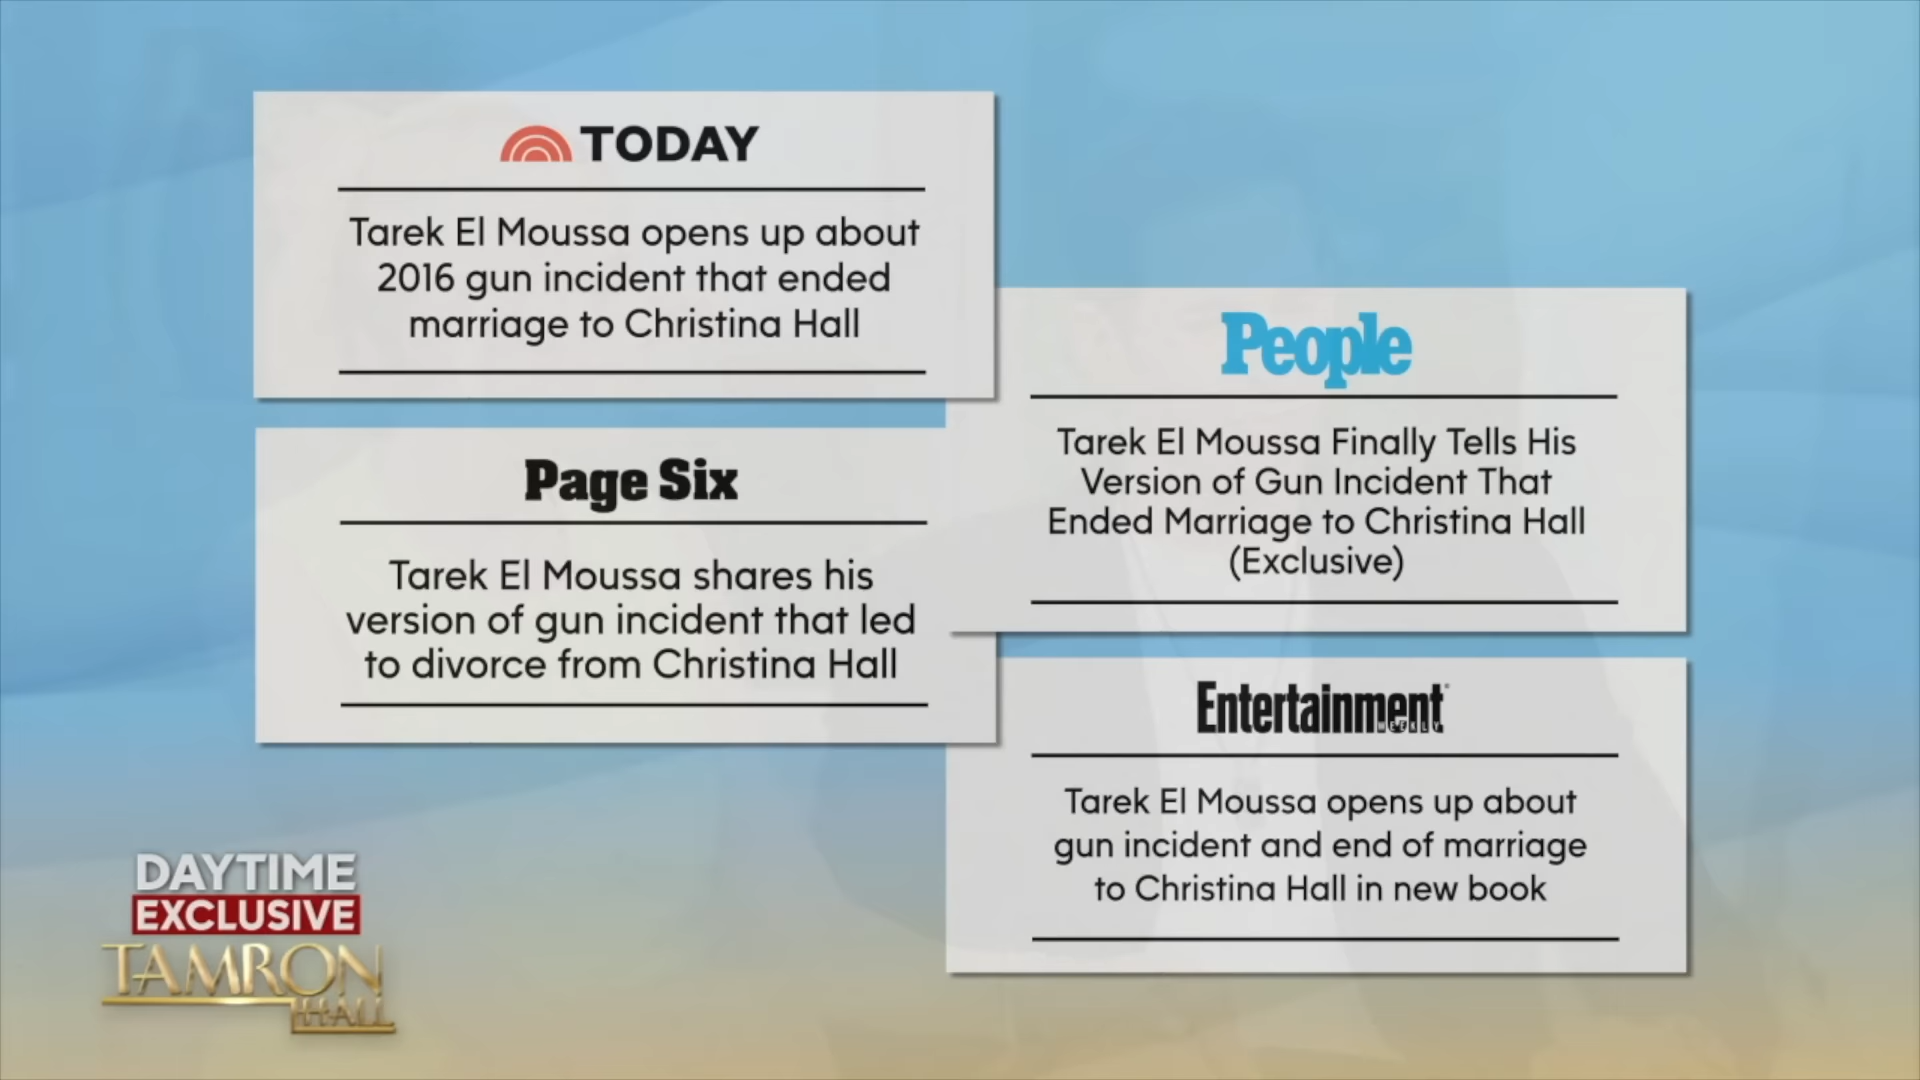 TODAY
Tarek El Moussa opens up about
2016 gun incident that ended
marriage to Christina Hall
People
Tarek El Moussa Finally Tells His
Version of Gun Incident That
Ended Marriage to Christina Hall
(Exclusive)
Page Six
Tarek El Moussa shares his
version of gun incident that led
to divorce from Christina Hall
Entertainment
WEEKLY
Tarek El Moussa opens up about
gun incident and end of marriage
to Christina Hall in new book
DAYTIME
EXCLUSIVE
TAMRON
HALL